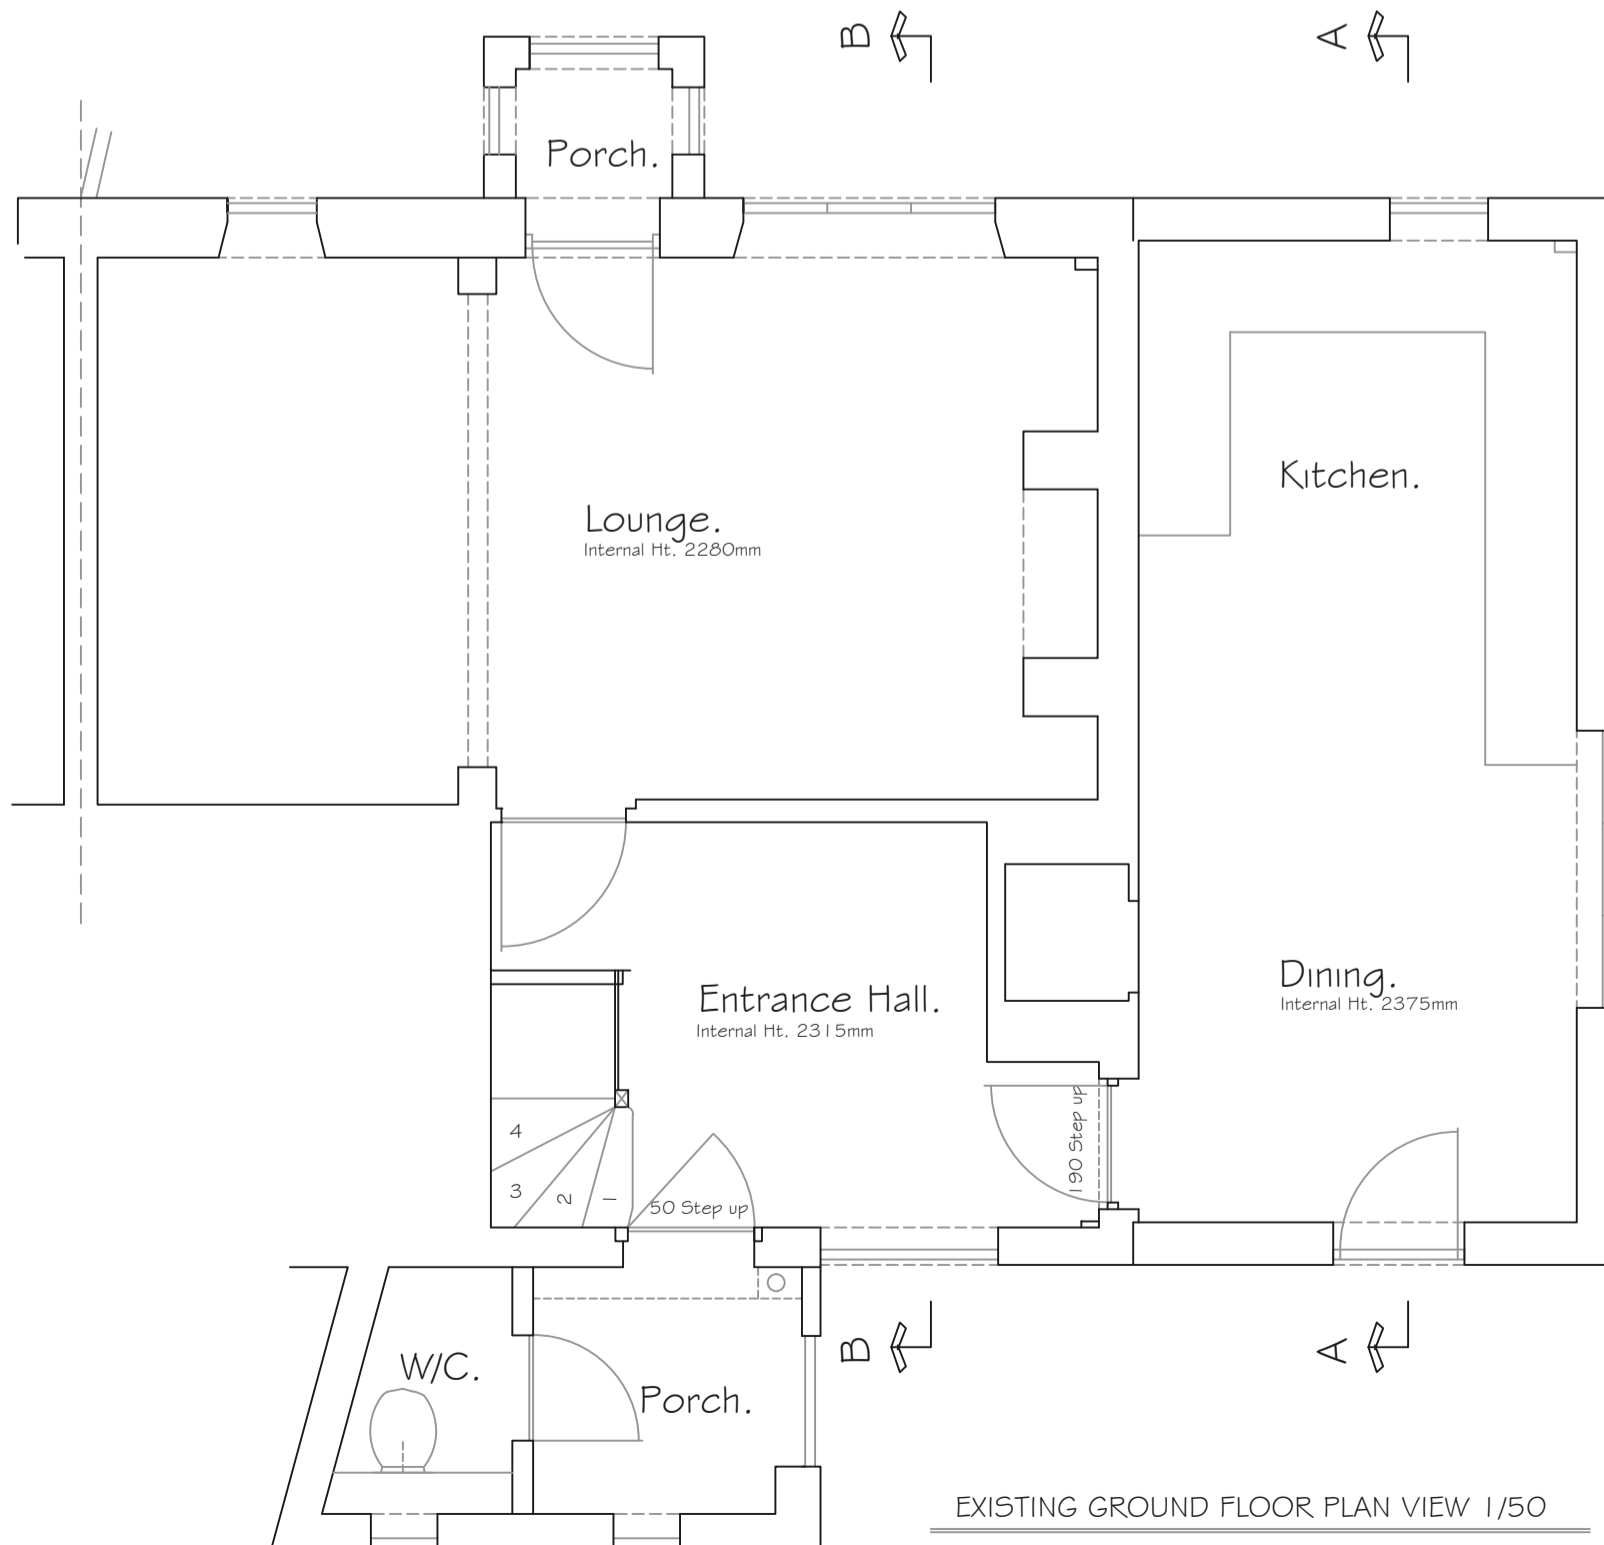 B
A
Porch.
Kitchen.
Lounge.
Internal Ht. 2280mm
Dining.
Internal Ht. 2375mm
Entrance Hall.
Internal Ht. 2315mm
190 Step up
4
3
2
1
50 Step up
B
A
W/C.
Porch.
EXISTING GROUND FLOOR PLAN VIEW 1/50